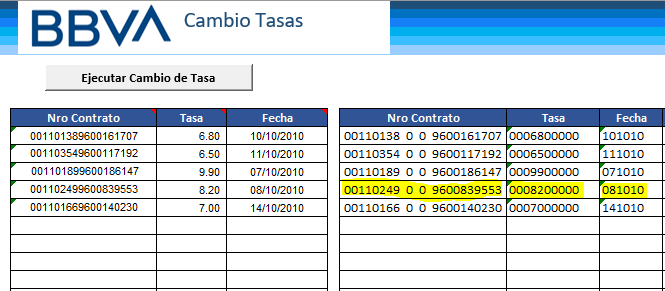 BBVA Cambio Tasas
Ejecutar Cambio de Tasa
Nro Contrato Tasa Fecha Nro Contrato Tasa Fecha
001101389600161707 6.80 10/10/2010 00110138 0 0 9600161707 0006800000 101010
001103549600117192 6.50 11/10/2010 00110354 0 0 9600117192 0006500000 111010
001101899600186147 9.90 07/10/2010 00110189 0 0 9600186147 0009900000 071010
001102499600839553 8.20 08/10/2010 00110249 0 0 9600839553 0008200000 081010
001101669600140230 7.00 14/10/2010 00110166 0 0 9600140230 0007000000 141010